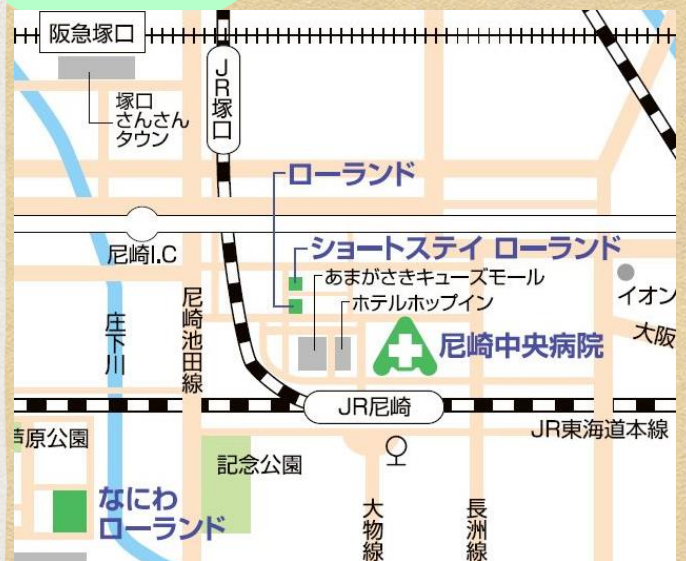 阪急塚口
JR塚口
塚口
さんさん
タウン
ローランド
尼崎I.C
ショートステイ ローランド
あまがさきキューズモール
ホテルホップイン
イオン
大阪
庄下川
尼崎池田線
尼崎中央病院
JR尼崎
JR東海道本線
芦原公園
記念公園
なにわ
ローランド
大物線
長洲線